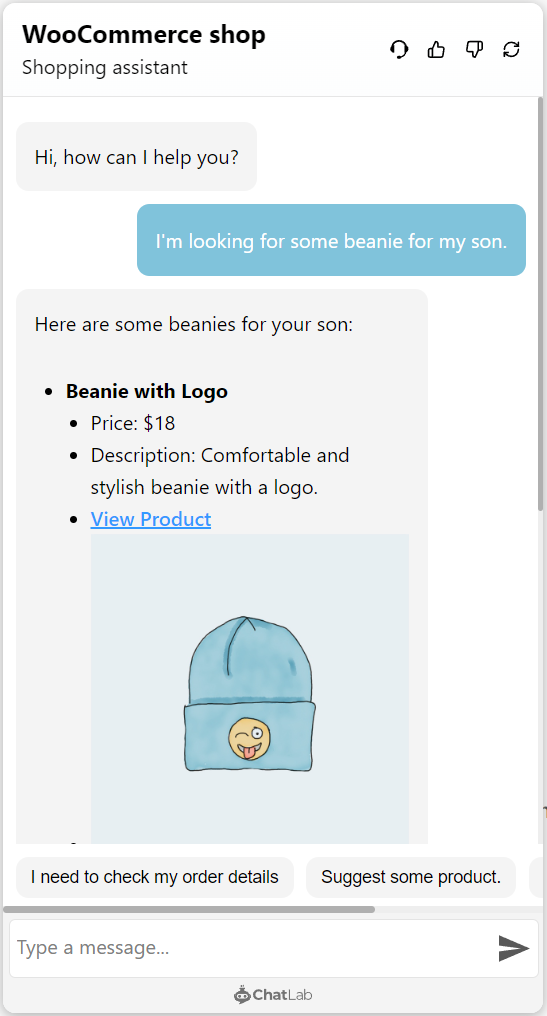 WooCommerce shop
Shopping assistant
Hi, how can I help you?
I'm looking for some beanie for my son.
Here are some beanies for your son:
Beanie with Logo
Price: $18
Description: Comfortable and
stylish beanie with a logo.
View Product
I need to check my order details
Suggest some product.
Type a message...
ChatLab